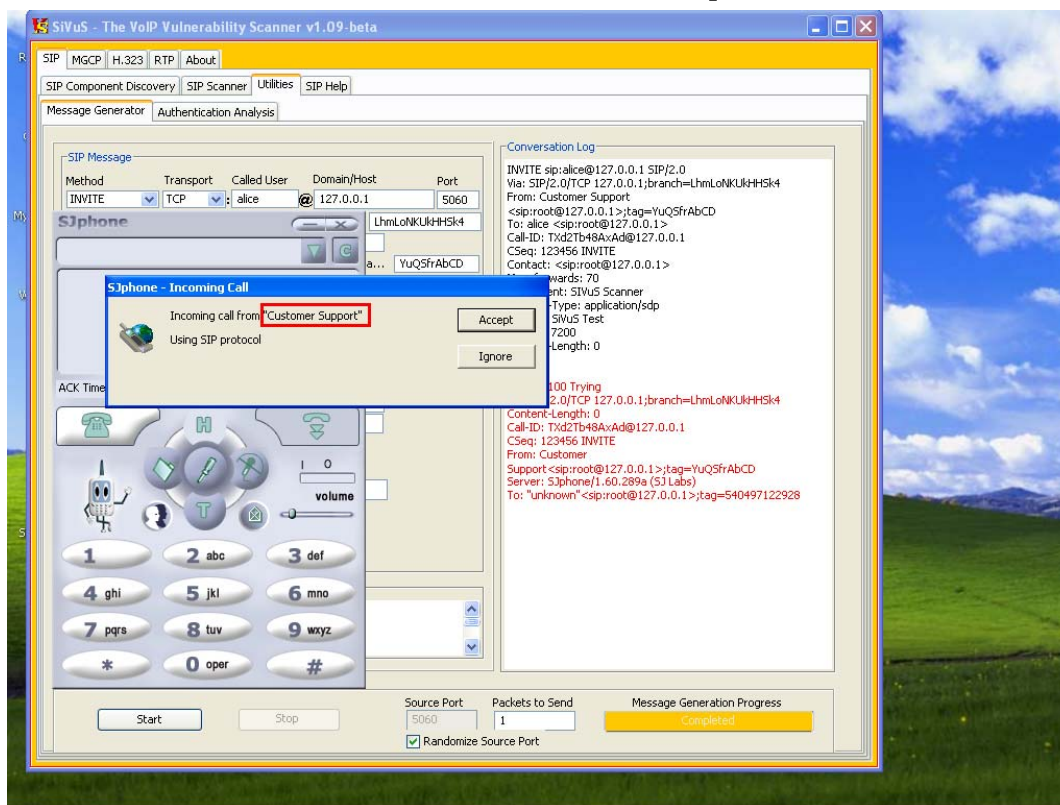 SiVuS - The VoIP Vulnerability Scanner v1.09-beta
SIP MGCP H.323 RTP About
SIP Component Discovery SIP Scanner Utilities SIP Help
Message Generator Authentication Analysis
SIP Message
Method Transport Called User Domain/Host Port
INVITE TCP : alice @ 127.0.0.1 5060
SJphone
LhmLoNKUkHHSk4
a... YuQSfrAbCD
SJphone - Incoming Call
Incoming call from "Customer Support"
Using SIP protocol
Accept
Ignore
ACK Time
I O
volume
1 2 abc 3 def
4 ghi 5 jkl 6 mno
7 pqrs 8 tuv 9 wxyz
* 0 oper #
Conversation Log
INVITE sip:alice@127.0.0.1 SIP/2.0
Via: SIP/2.0/TCP 127.0.0.1;branch=LhmLoNKUkHHSk4
From: Customer Support
<sip:root@127.0.0.1>;tag=YuQSfrAbCD
To: alice <sip:alice@127.0.0.1>
Call-ID: TXd2Tb48AxAd@127.0.0.1
CSeq: 123456 INVITE
Contact: <sip:root@127.0.0.1>
wards: 70
ent: SIVuS Scanner
-Type: application/sdp
SiVuS Test
7200
-Length: 0
100 Trying
2.0/TCP 127.0.0.1;branch=LhmLoNKUkHHSk4
Content-Length: 0
Call-ID: TXd2Tb48AxAd@127.0.0.1
CSeq: 123456 INVITE
From: Customer
Support<sip:root@127.0.0.1>;tag=YuQSfrAbCD
Server: SJphone/1.60.289a (SJ Labs)
To: "unknown"<sip:root@127.0.0.1>;tag=540497122928
Start Stop
Source Port Packets to Send Message Generation Progress
5060 1 Completed
Randomize Source Port